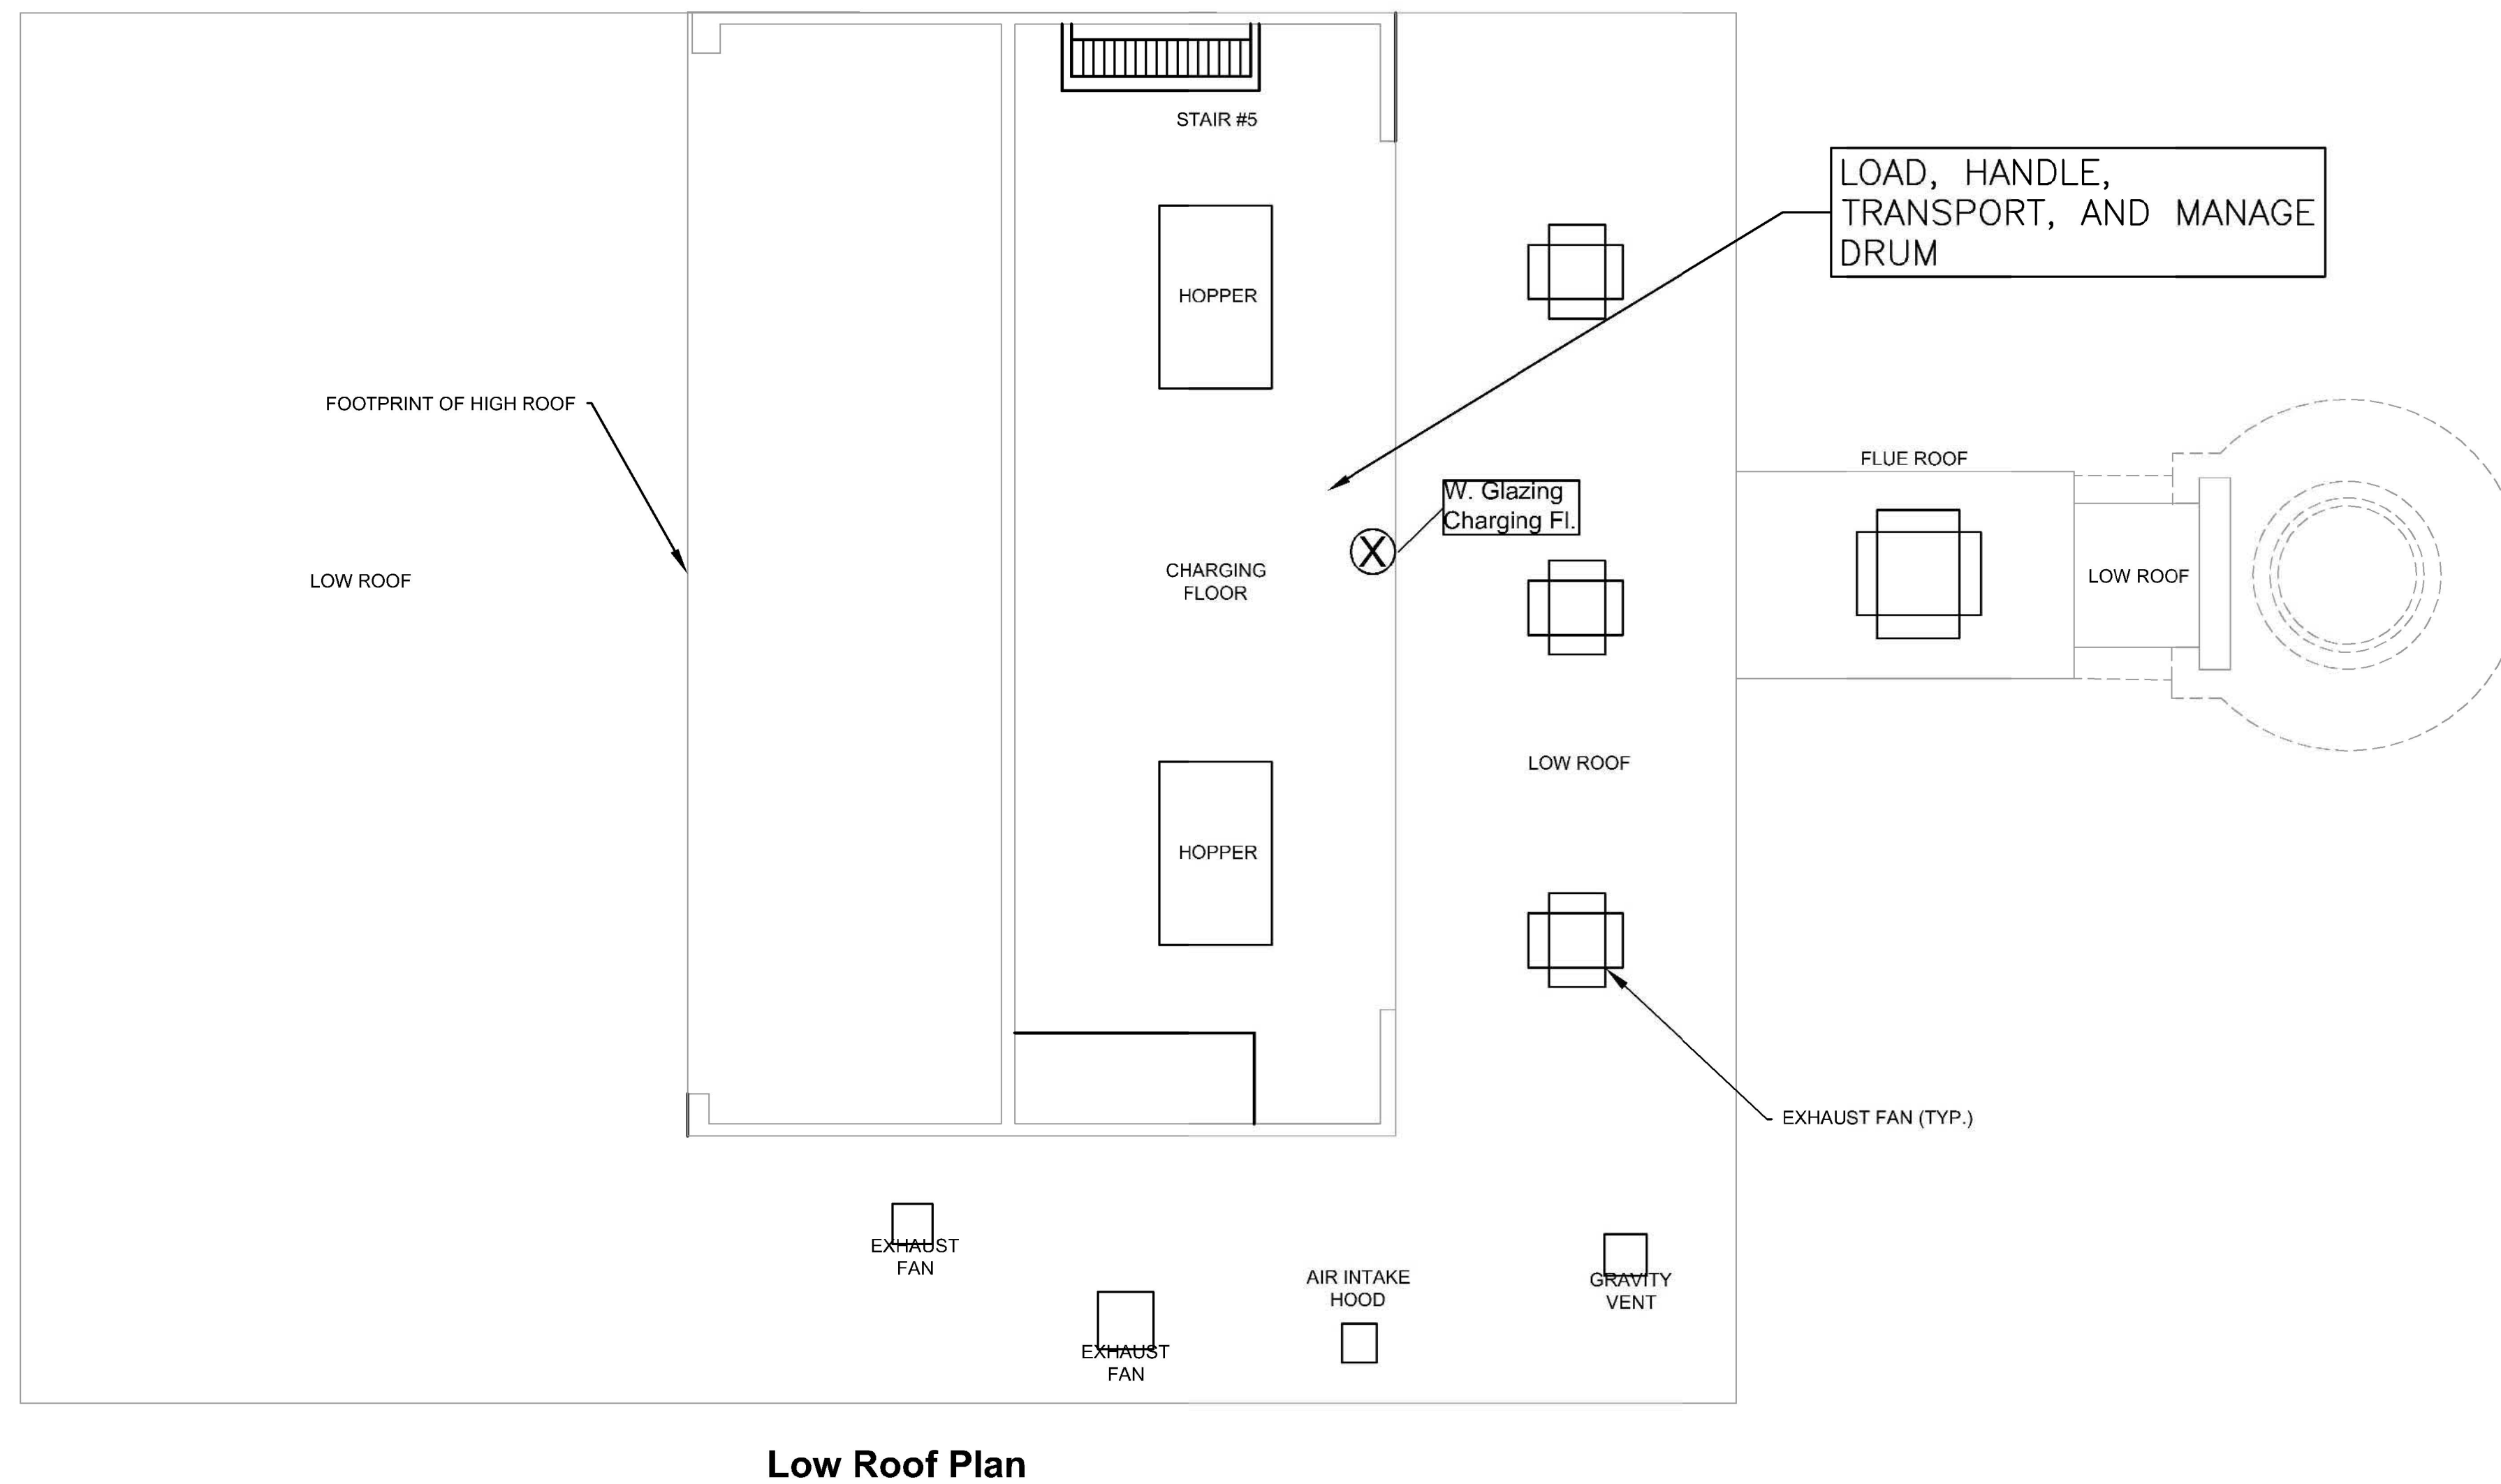 STAIR #5
LOAD, HANDLE,
TRANSPORT, AND MANAGE
DRUM
HOPPER
FOOTPRINT OF HIGH ROOF
FLUE ROOF
W. Glazing
Charging Fl.
X
LOW ROOF
CHARGING
FLOOR
LOW ROOF
LOW ROOF
HOPPER
EXHAUST FAN (TYP.)
EXHAUST
FAN
AIR INTAKE
HOOD
GRAVITY
VENT
EXHAUST
FAN
Low Roof Plan